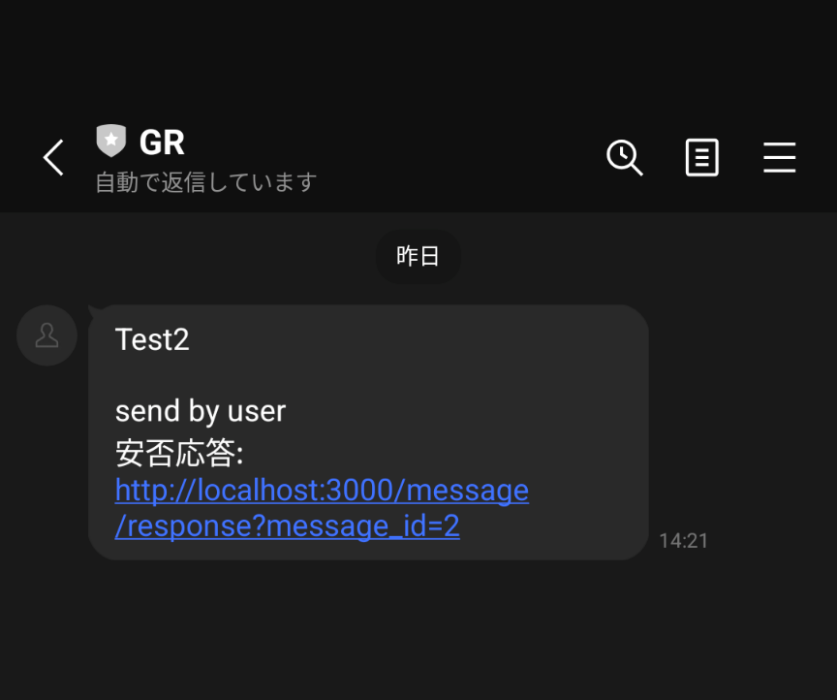 GR
自動で返信しています
昨日
Test2
send by user
安否応答:
http://localhost:3000/message
/response?message_id=2
14:21